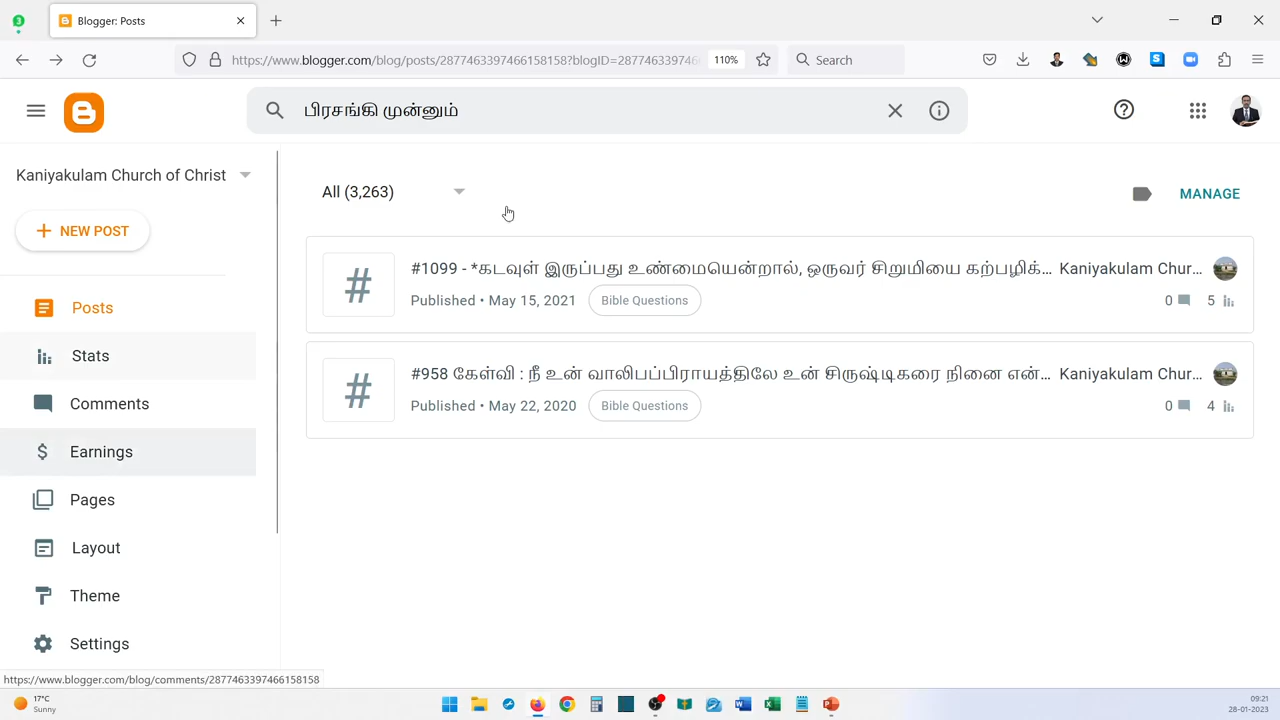 Blogger: Posts
https://www.blogger.com/blog/posts/2877463397466158158?blogID=287746339746
110%
Search
பிரசங்கி முன்னும்
Kaniyakulam Church of Christ
All (3,263)
MANAGE
NEW POST
#1099 - *கடவுள் இருப்பது உண்மையென்றால், ஒருவர் சிறுமியை கற்பழிக்... Kaniyakulam Chur...
Published • May 15, 2021 Bible Questions 0 5
Posts
Stats
#958 கேள்வி : நீ உன் வாலிபப்பிராயத்திலே உன் சிருஷ்டிகரை நினை என்... Kaniyakulam Chur...
Published • May 22, 2020 Bible Questions 0 4
Comments
Earnings
Pages
Layout
Theme
Settings
https://www.blogger.com/blog/comments/2877463397466158158
17°C
Sunny
09:21
28-01-2023